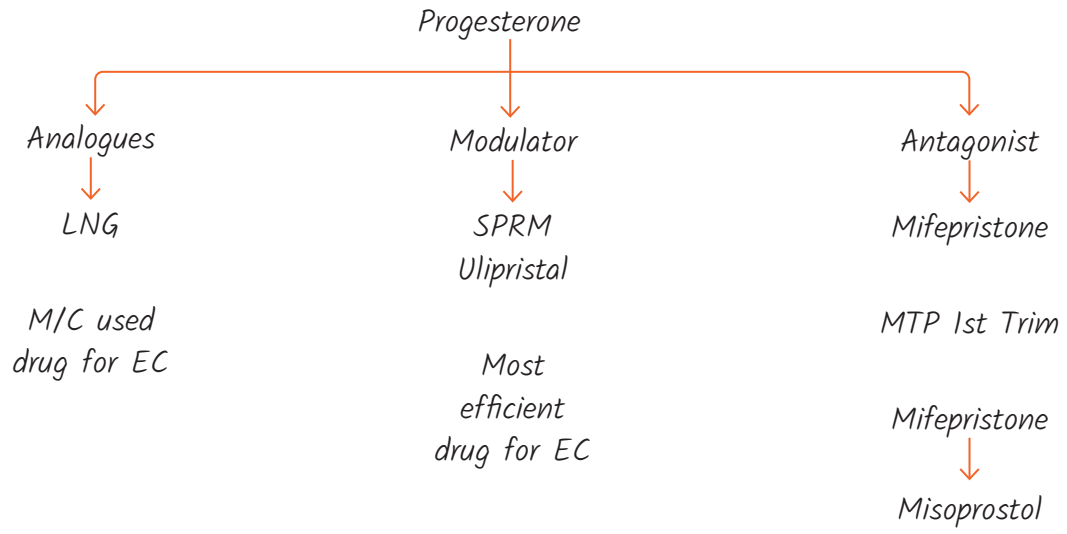 Progesterone
Analogues
LNG
M/C used
drug for EC
Modulator
SPRM
Ulipristal
Most
efficient
drug for EC
Antagonist
Mifepristone
MTP 1st Trim
Mifepristone
Misoprostol